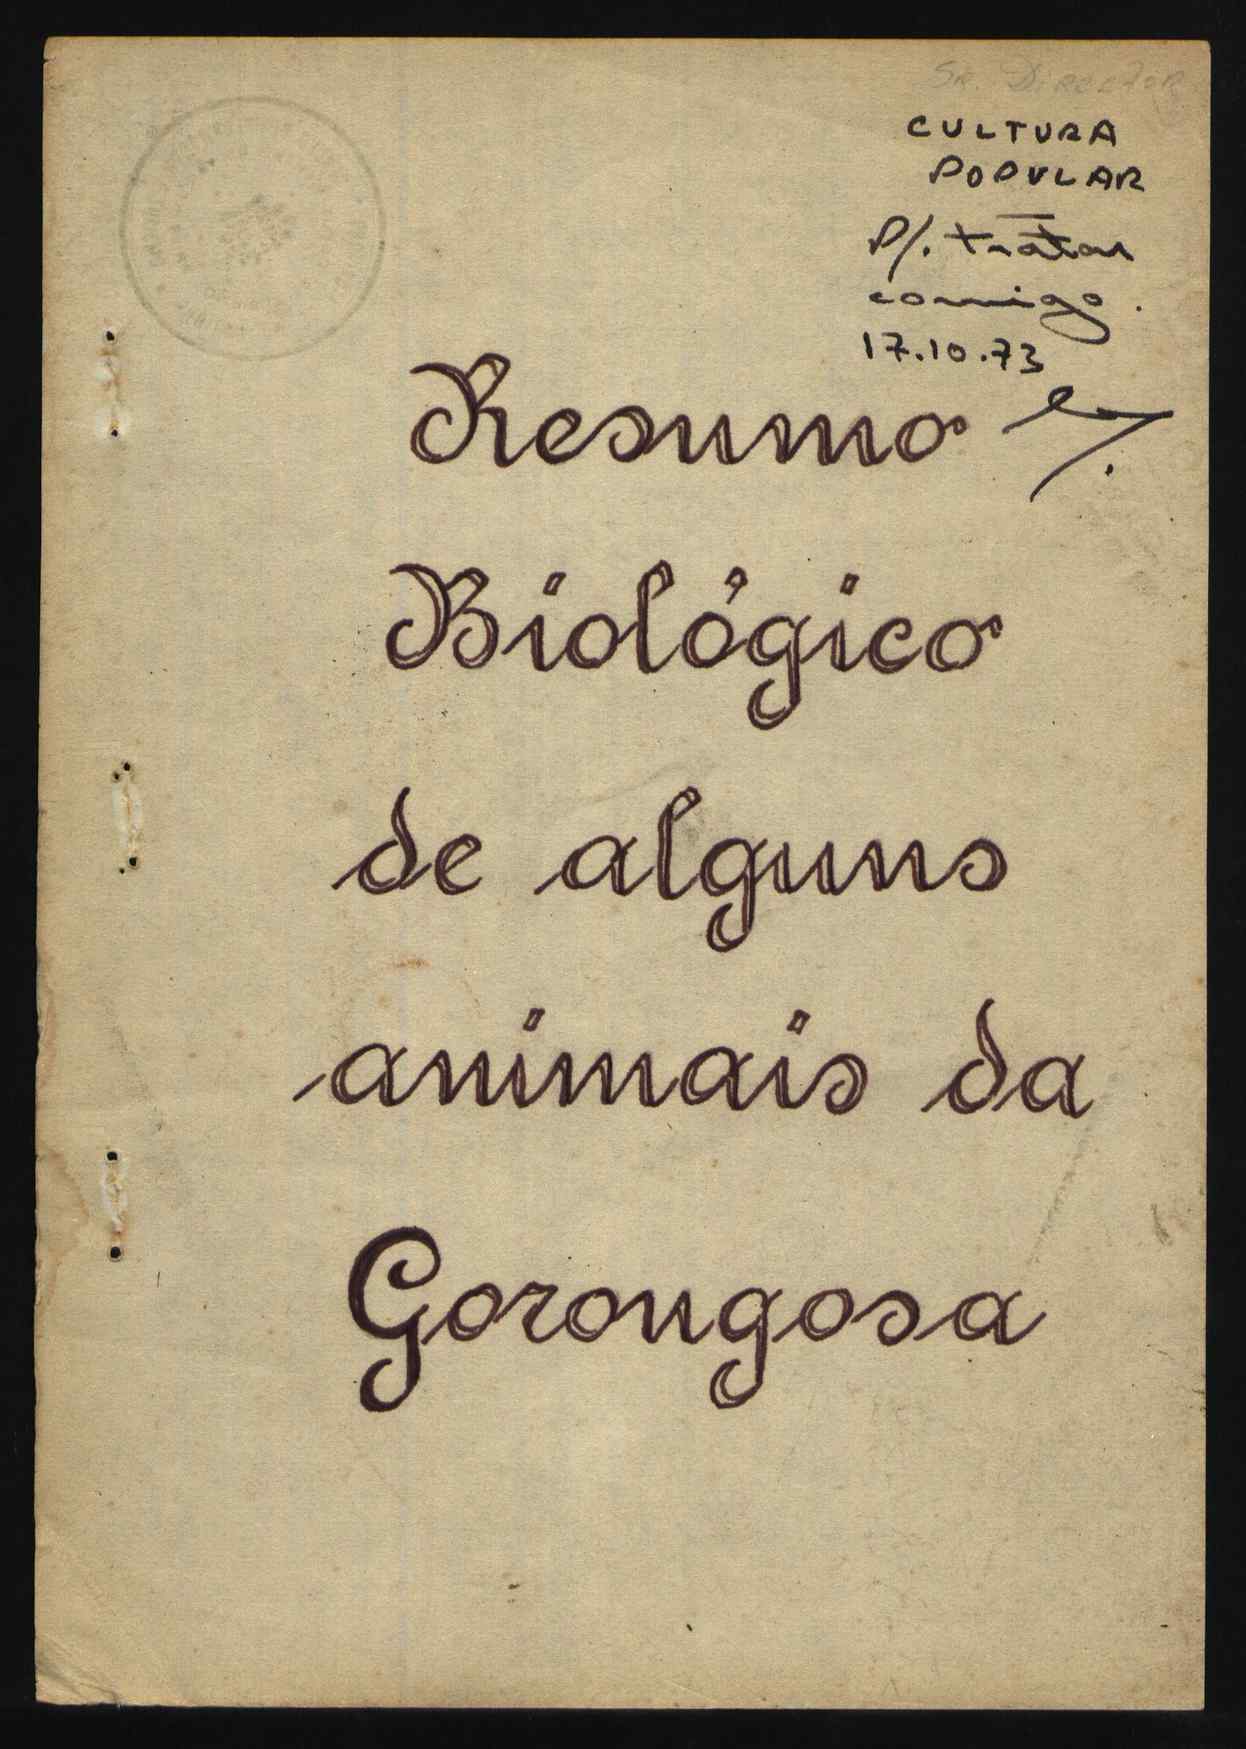 Sr. Director
CULTURA
POPULAR
P/. tratar
comigo.
17.10.73
Resumo
Biológico
de alguns
animais da
Gorongosa